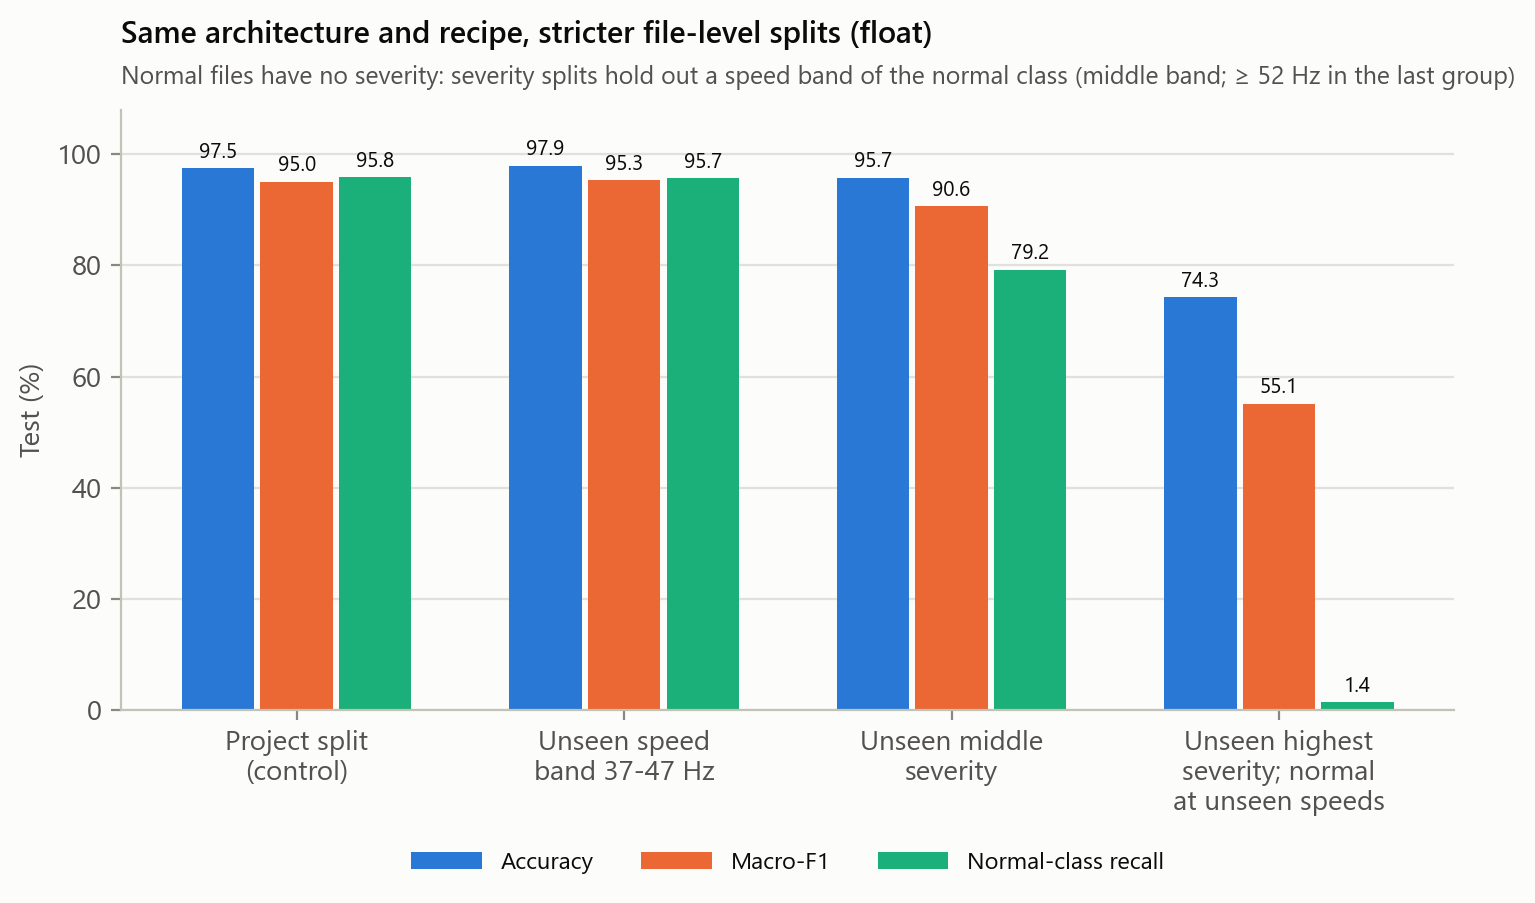 Same architecture and recipe, stricter file-level splits (float)
Normal files have no severity: severity splits hold out a speed band of the normal class (middle band; ≥ 52 Hz in the last group)
Test (%)
100
80
60
40
20
0
97.5
95.0
95.8
97.9
95.3
95.7
95.7
90.6
79.2
74.3
55.1
1.4
Project split
(control)
Unseen speed
band 37-47 Hz
Unseen middle
severity
Unseen highest
severity; normal
at unseen speeds
Accuracy
Macro-F1
Normal-class recall